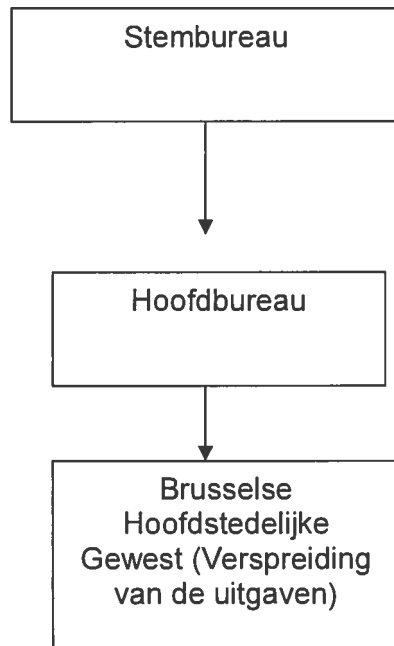 Stembureau
Hoofdbureau
Brusselse
Hoofdstedelijke
Gewest (Verspreiding
van de uitgaven)